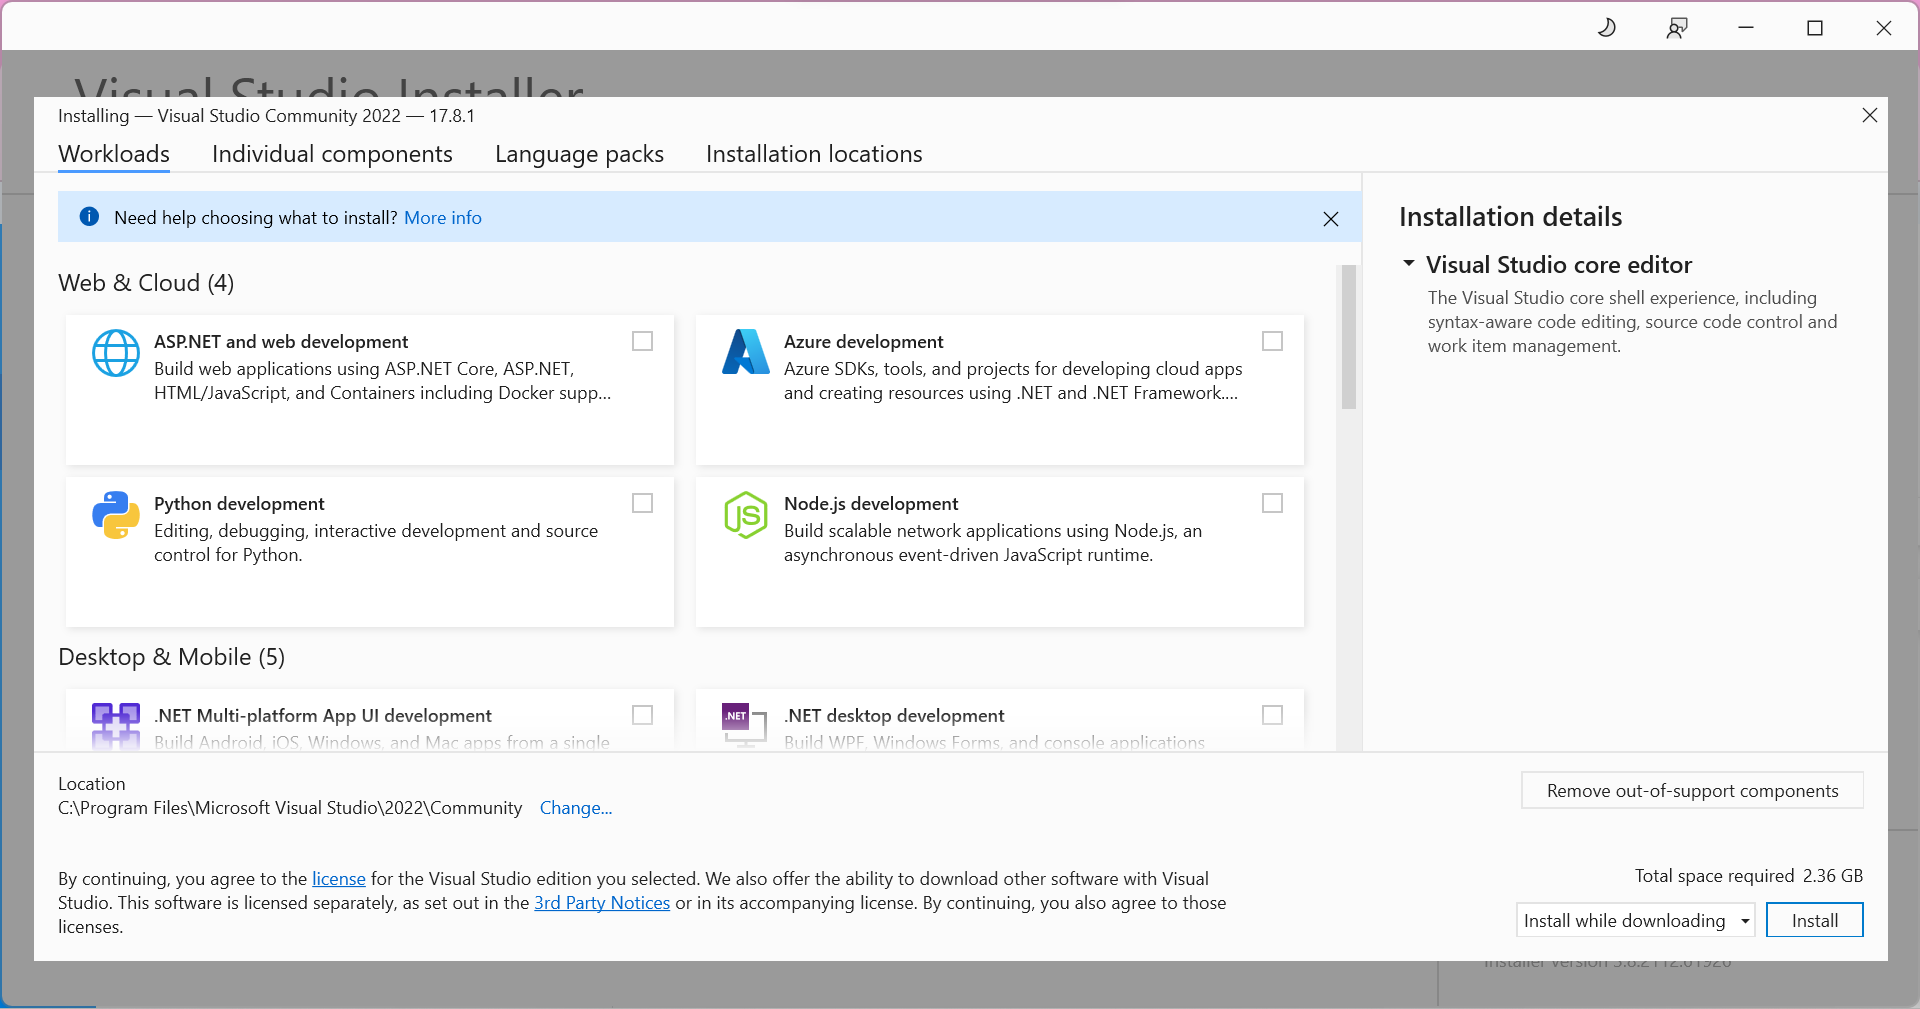 Visual Studio Installer
Installing — Visual Studio Community 2022 — 17.8.1
Workloads
Individual components
Language packs
Installation locations
Need help choosing what to install? More info
Web & Cloud (4)
ASP.NET and web development
Build web applications using ASP.NET Core, ASP.NET,
HTML/JavaScript, and Containers including Docker supp...
Azure development
Azure SDKs, tools, and projects for developing cloud apps
and creating resources using .NET and .NET Framework....
Python development
Editing, debugging, interactive development and source
control for Python.
JS
Node.js development
Build scalable network applications using Node.js, an
asynchronous event-driven JavaScript runtime.
Desktop & Mobile (5)
.NET Multi-platform App UI development
Build Android, iOS, Windows, and Mac apps from a single
.NET
.NET desktop development
Build WPF, Windows Forms, and console applications
Installation details
Visual Studio core editor
The Visual Studio core shell experience, including
syntax-aware code editing, source code control and
work item management.
Location
C:\Program Files\Microsoft Visual Studio\2022\Community Change...
Remove out-of-support components
By continuing, you agree to the license for the Visual Studio edition you selected. We also offer the ability to download other software with Visual
Studio. This software is licensed separately, as set out in the 3rd Party Notices or in its accompanying license. By continuing, you also agree to those
licenses.
Total space required 2.36 GB
Install while downloading
Install
Installer version